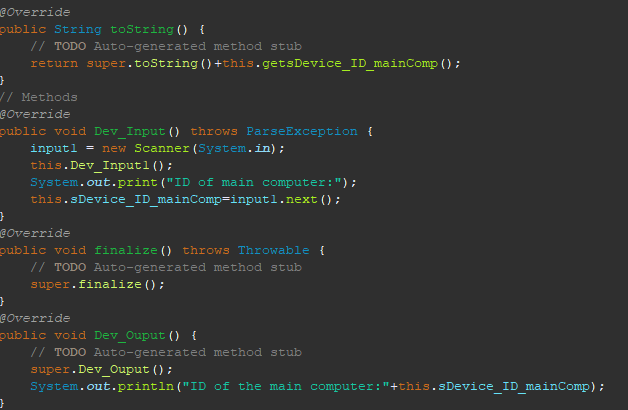 @Override
public String toString() {
// TODO Auto-generated method stub
return super.toString()+this.getsDevice_ID_mainComp();
}
// Methods
@Override
public void Dev_Input() throws ParseException {
input1 = new Scanner(System.in);
this.Dev_Input1();
System.out.print("ID of main computer:");
this.sDevice_ID_mainComp=input1.next();
}
@Override
public void finalize() throws Throwable {
// TODO Auto-generated method stub
super.finalize();
}
@Override
public void Dev_Ouput() {
// TODO Auto-generated method stub
super.Dev_Ouput();
System.out.println("ID of the main computer:"+this.sDevice_ID_mainComp);
}